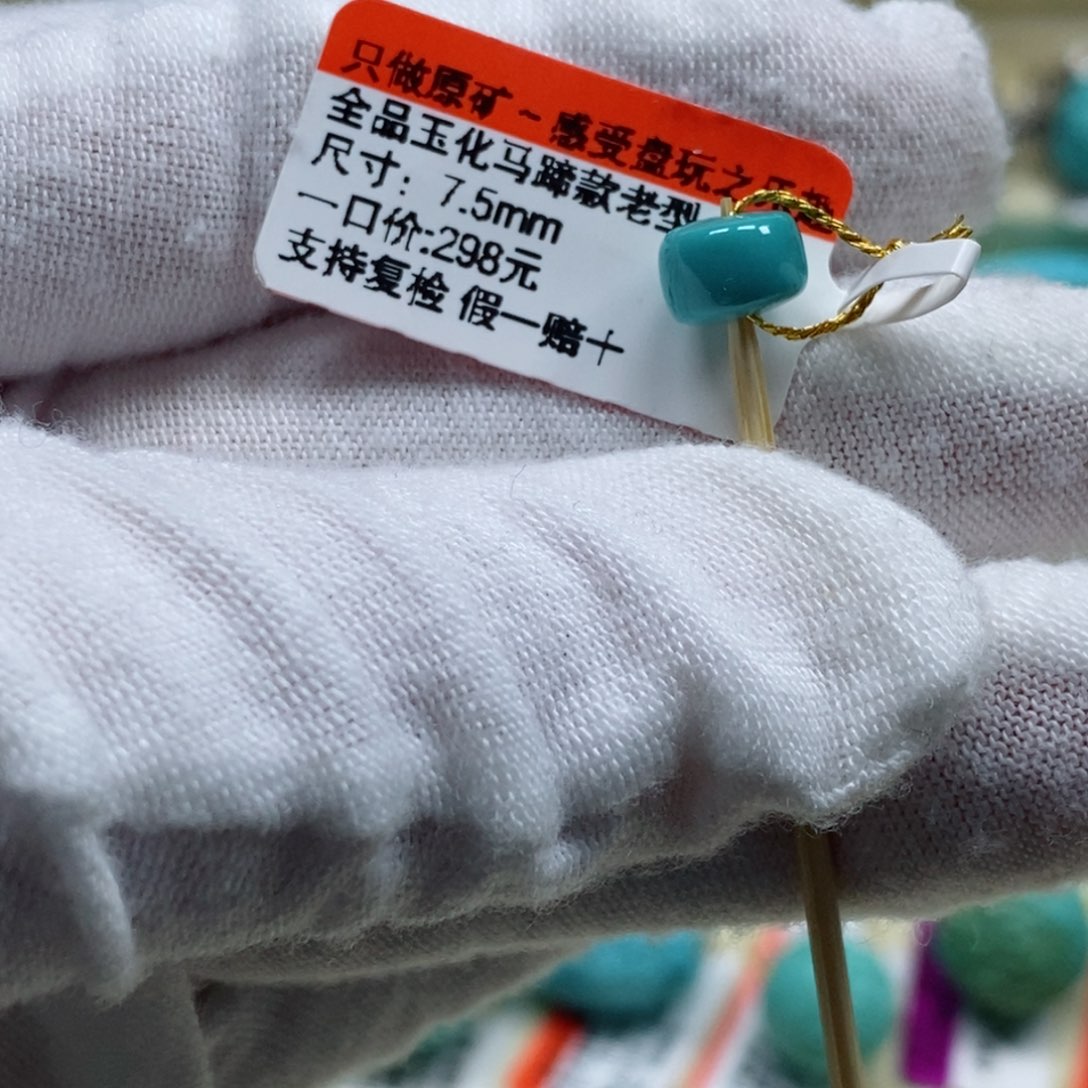 只做原矿~感受盘玩之乐趣
全品玉化马蹄款老型
尺寸: 7.5mm
一口价:298元
支持复检 假一赔十